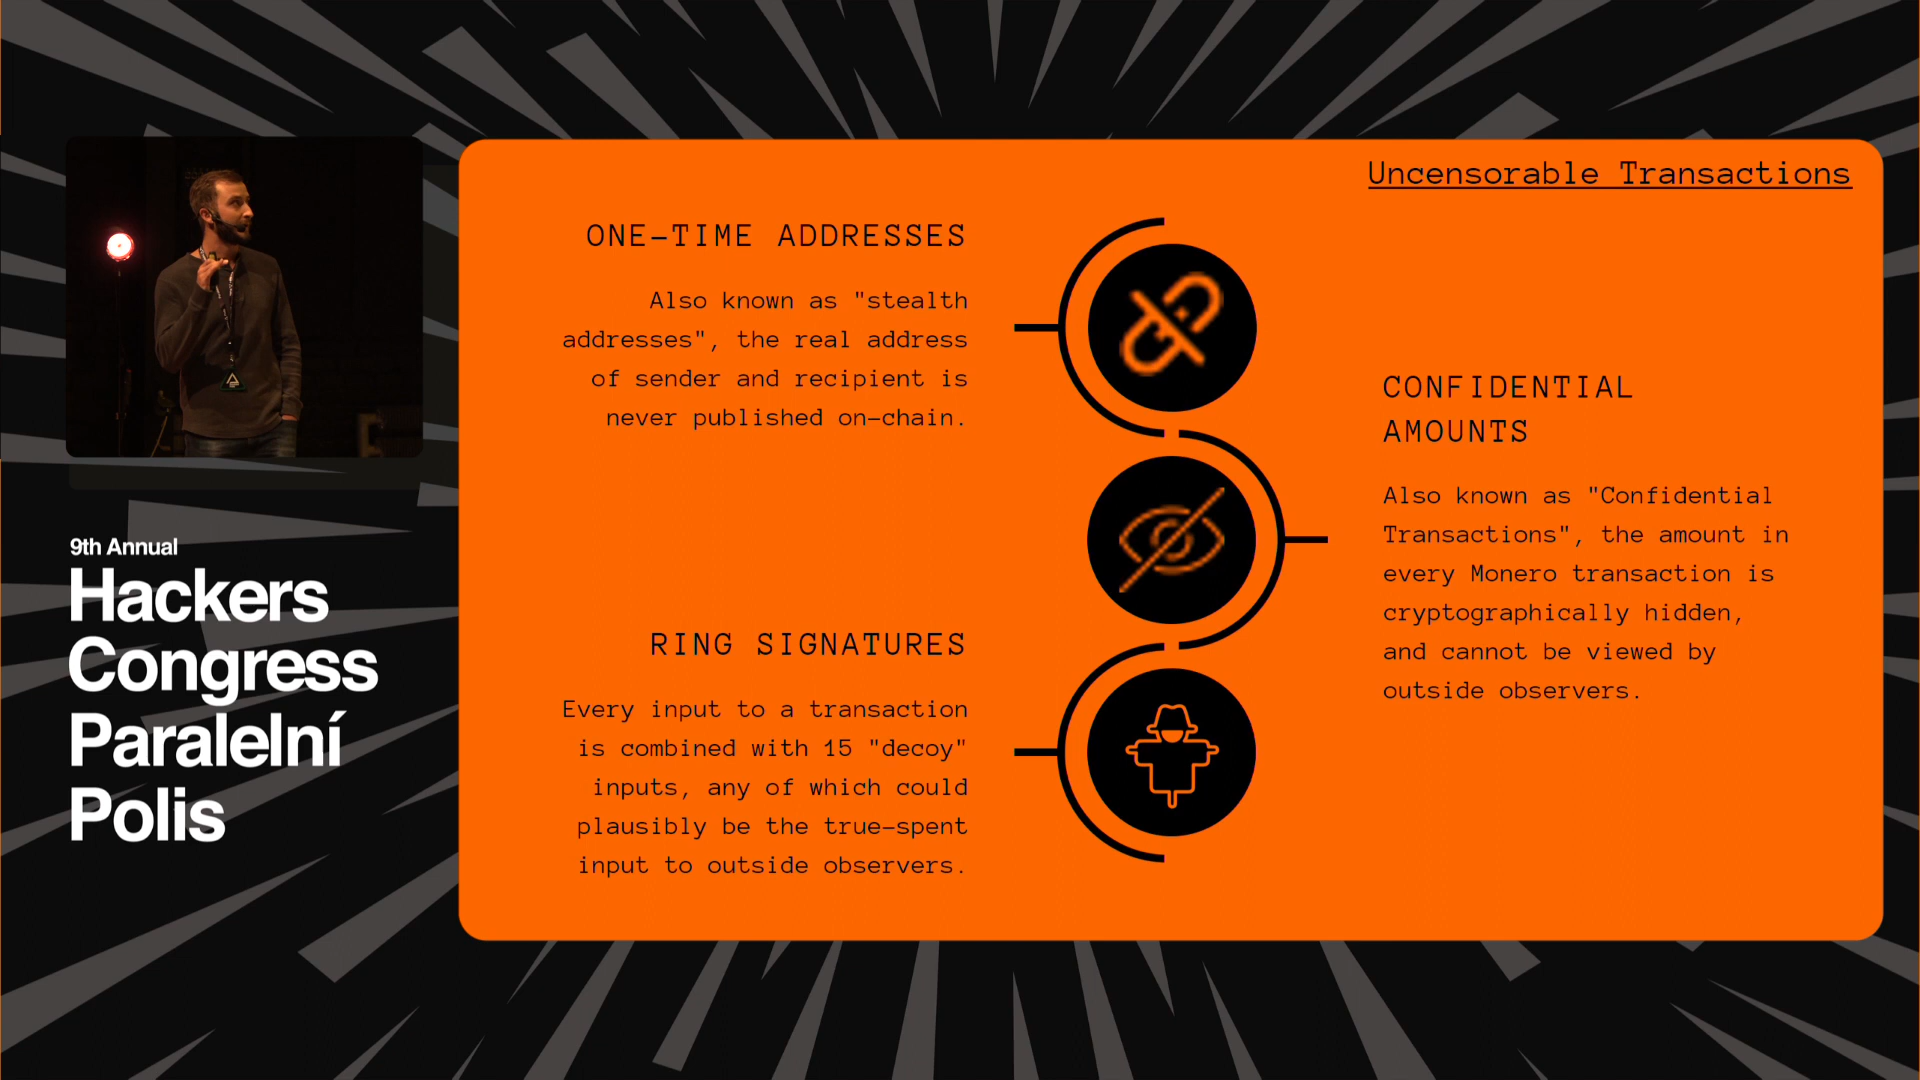 9th Annual
Hackers
Congress
Paralelní
Polis
Uncensorable Transactions
ONE-TIME ADDRESSES
Also known as "stealth
addresses", the real address
of sender and recipient is
never published on-chain.
CONFIDENTIAL
AMOUNTS
Also known as "Confidential
Transactions", the amount in
every Monero transaction is
cryptographically hidden,
and cannot be viewed by
outside observers.
RING SIGNATURES
Every input to a transaction
is combined with 15 "decoy"
inputs, any of which could
plausibly be the true-spent
input to outside observers.